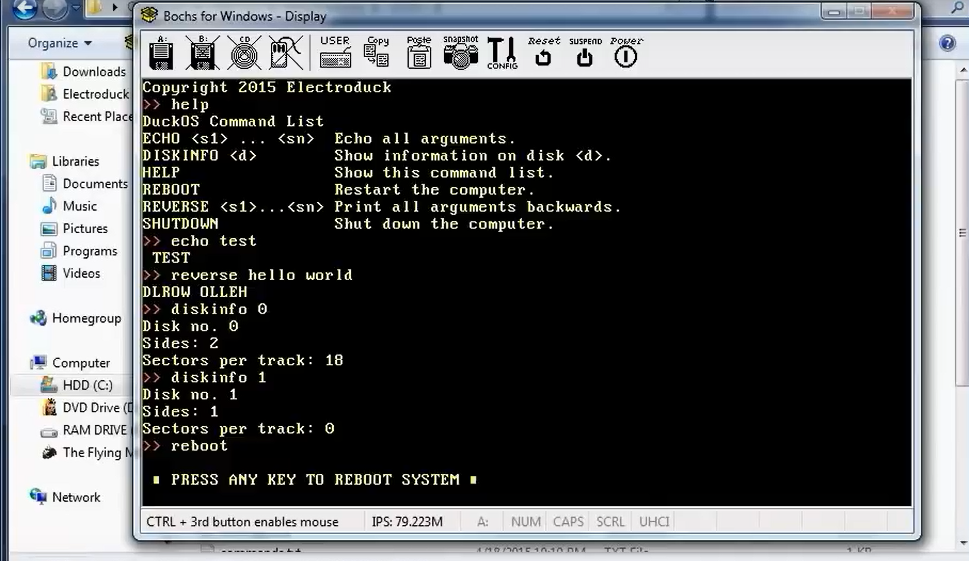 Bochs for Windows - Display
Organize
Downloads
Electroduck
Recent Place
Libraries
Documents
Music
Pictures
Programs
Videos
Homegroup
Computer
HDD (C:)
DVD Drive (D
RAM DRIVE
The Flying M
Network
A:
B:
CD
USER
Copy
Paste
snapshot
CONFIG
Reset
SUSPEND
Power
Copyright 2015 Electroduck
>> help
DuckOS Command List
ECHO <s1> ... <sn> Echo all arguments.
DISKINFO <d> Show information on disk <d>.
HELP Show this command list.
REBOOT Restart the computer.
REVERSE <s1>...<sn> Print all arguments backwards.
SHUTDOWN Shut down the computer.
>> echo test
TEST
>> reverse hello world
DLROW OLLEH
>> diskinfo 0
Disk no. 0
Sides: 2
Sectors per track: 18
>> diskinfo 1
Disk no. 1
Sides: 1
Sectors per track: 0
>> reboot
▪ PRESS ANY KEY TO REBOOT SYSTEM ▪
CTRL + 3rd button enables mouse IPS: 79.223M A: NUM CAPS SCRL UHCI